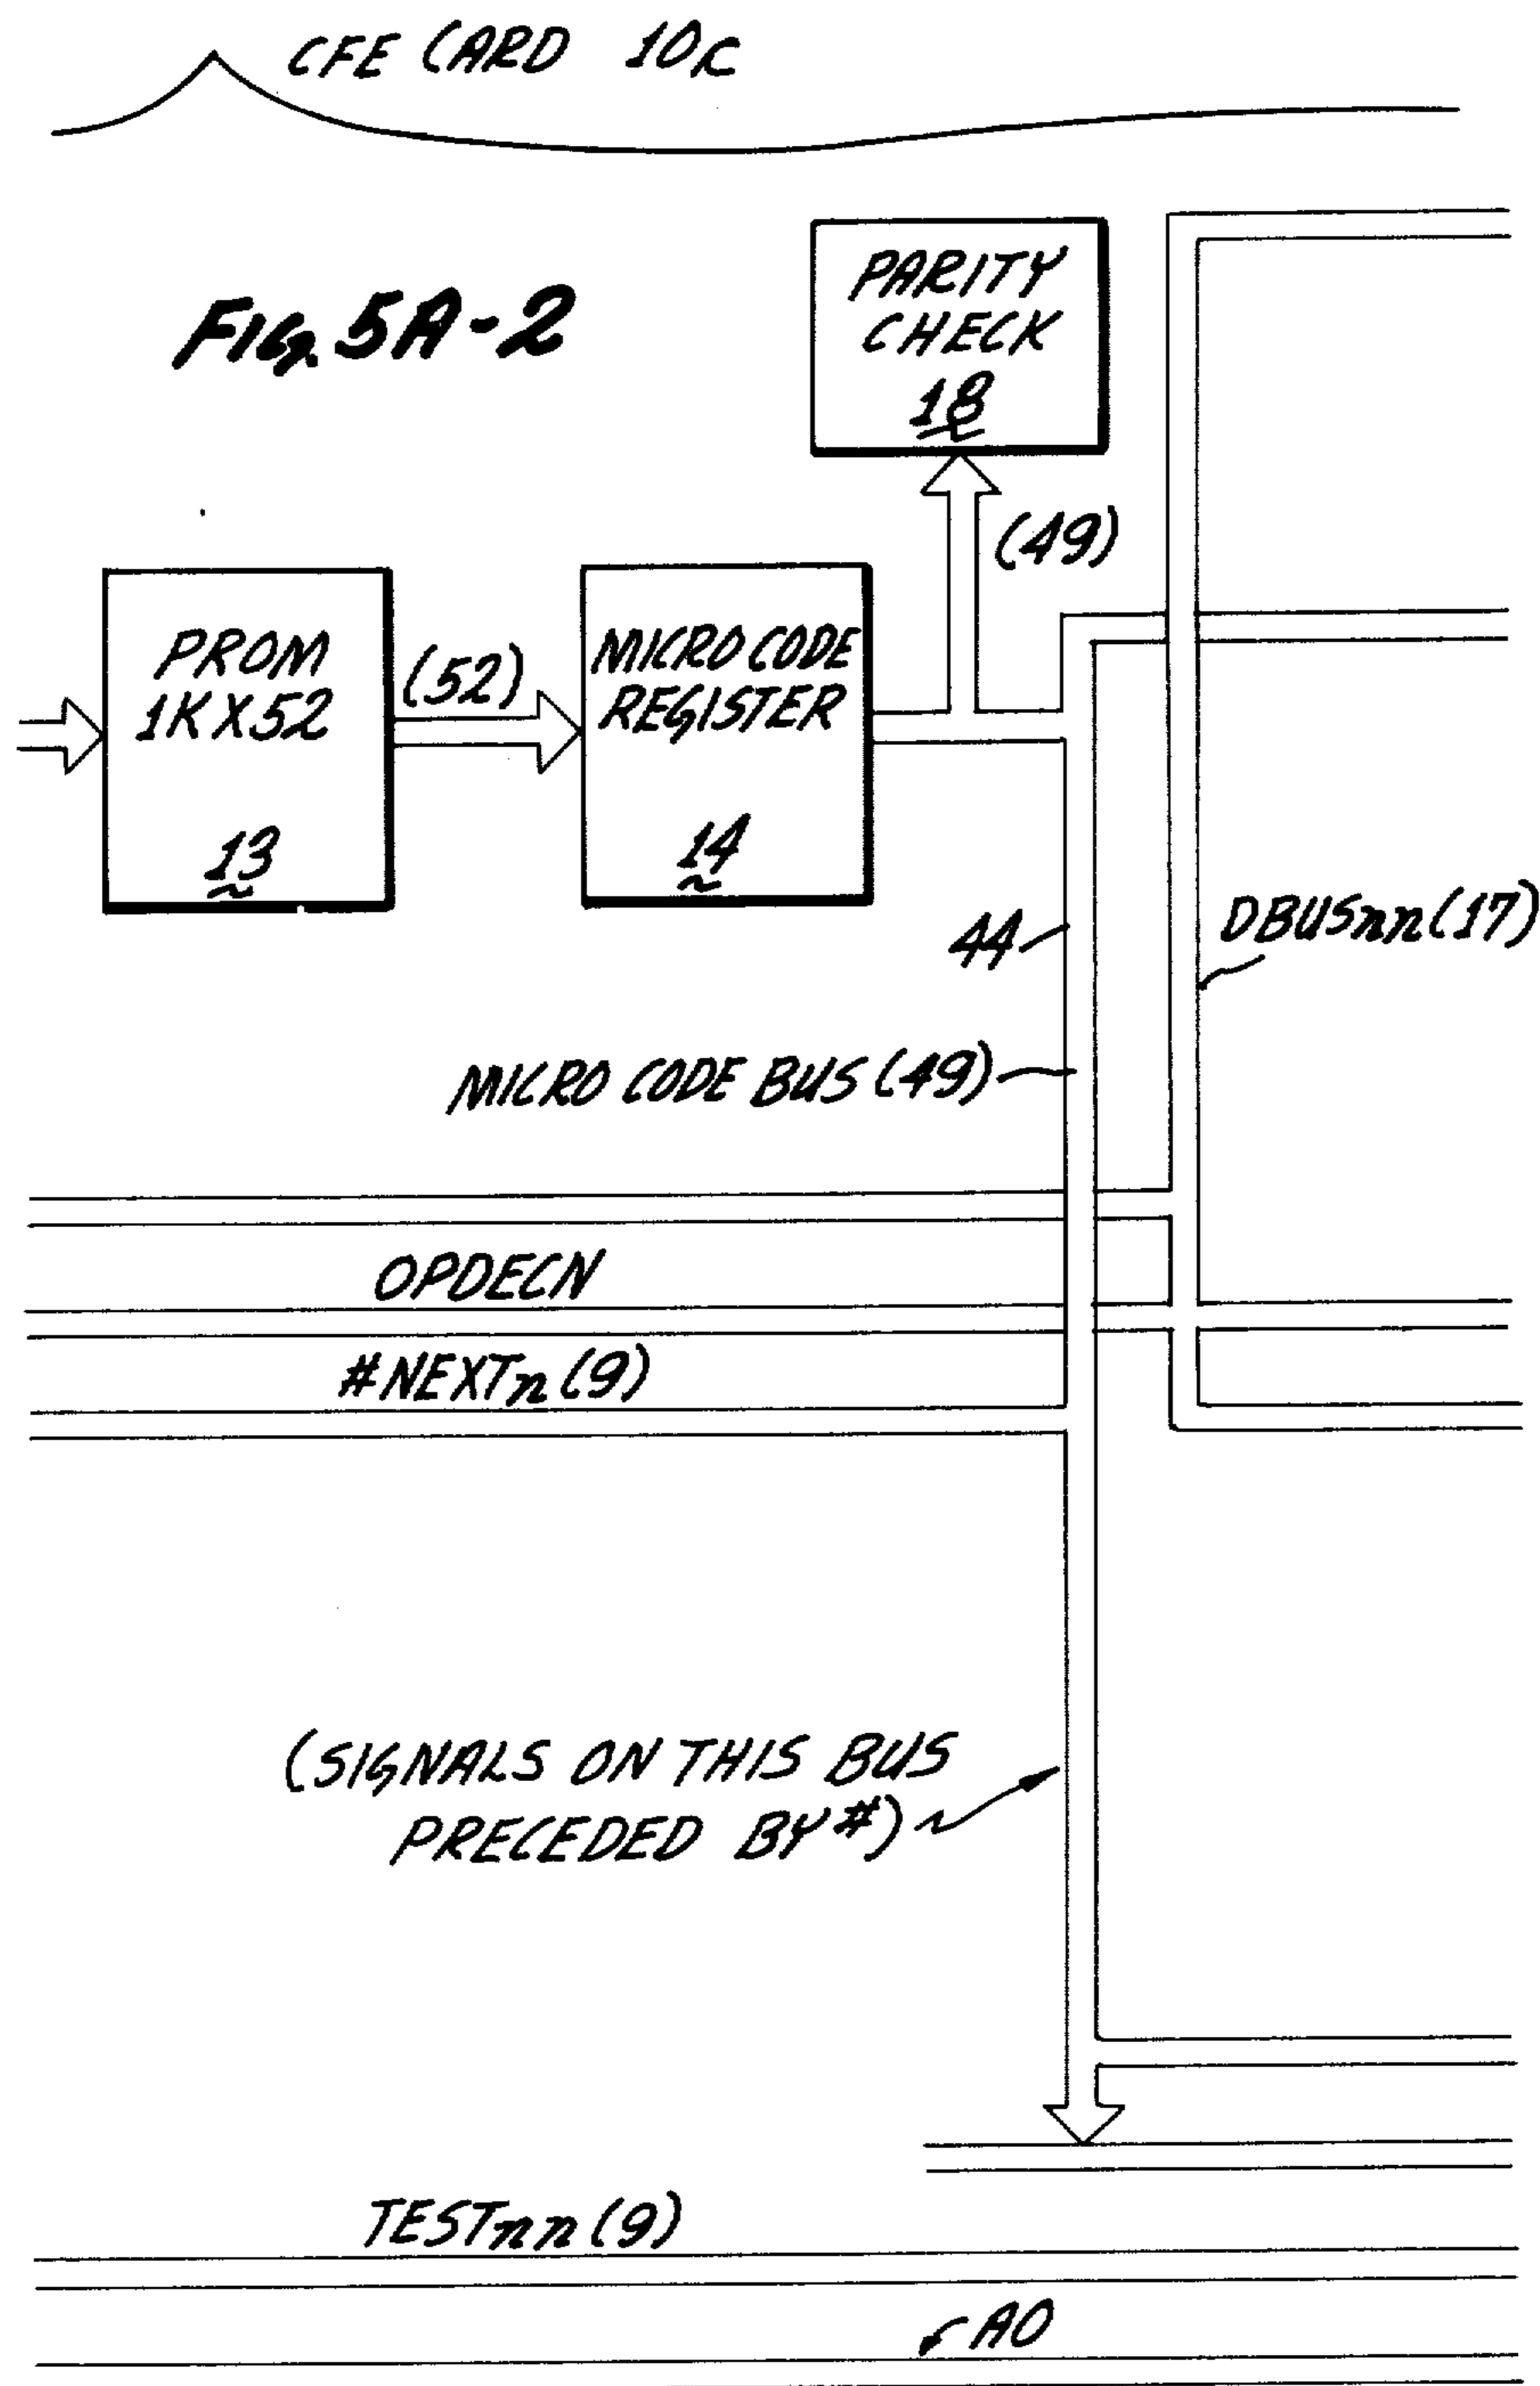 CFE CARD 10c
FIG. 5A-2
PARITY
CHECK
18
(49)
PROM
1KX52
13
(52)
MICRO CODE
REGISTER
14
44
DBUSnn(17)
MICRO CODE BUS (49)
OPDECN
#NEXTn(9)
(SIGNALS ON THIS BUS
PRECEDED BY #)
TESTnn(9)
A0